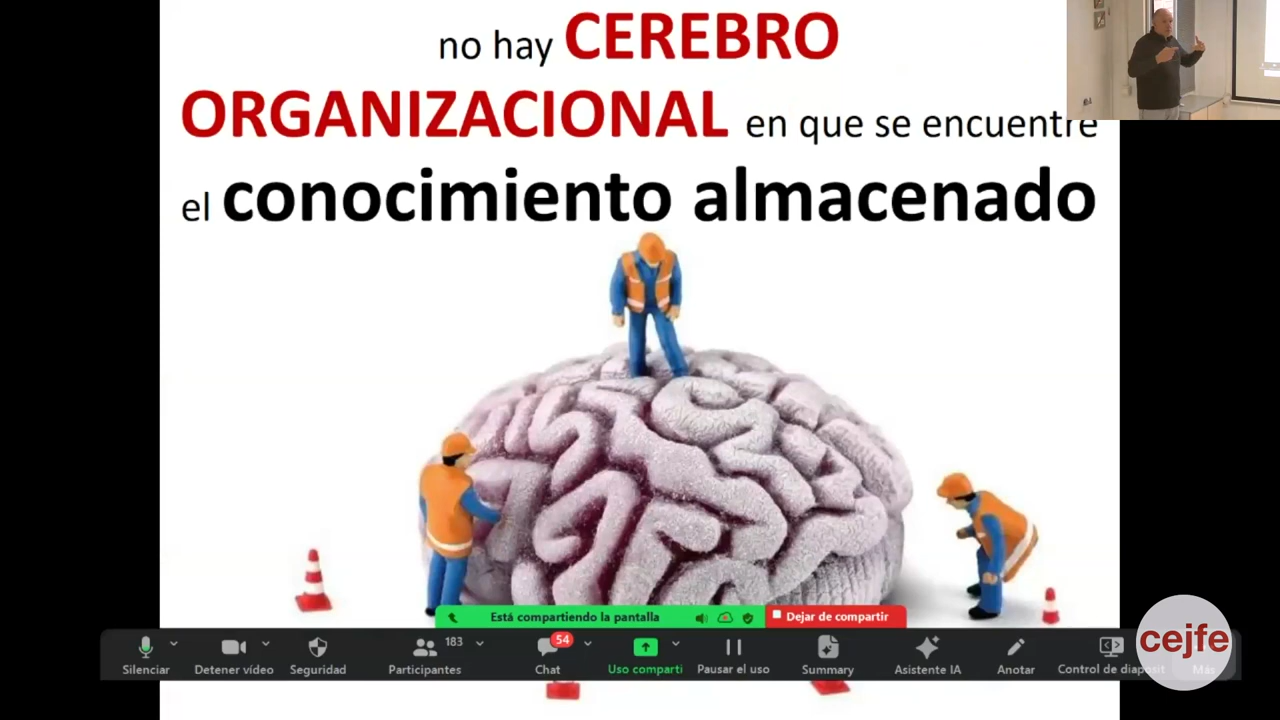 no hay CEREBRO
ORGANIZACIONAL en que se encuentre
el conocimiento almacenado
Está compartiendo la pantalla
Dejar de compartir
Silenciar
Detener vídeo
Seguridad
Participantes 183
Chat 54
Uso comparti
Pausar el uso
Summary
Asistente IA
Anotar
Control de diaposit
Más
cejfe